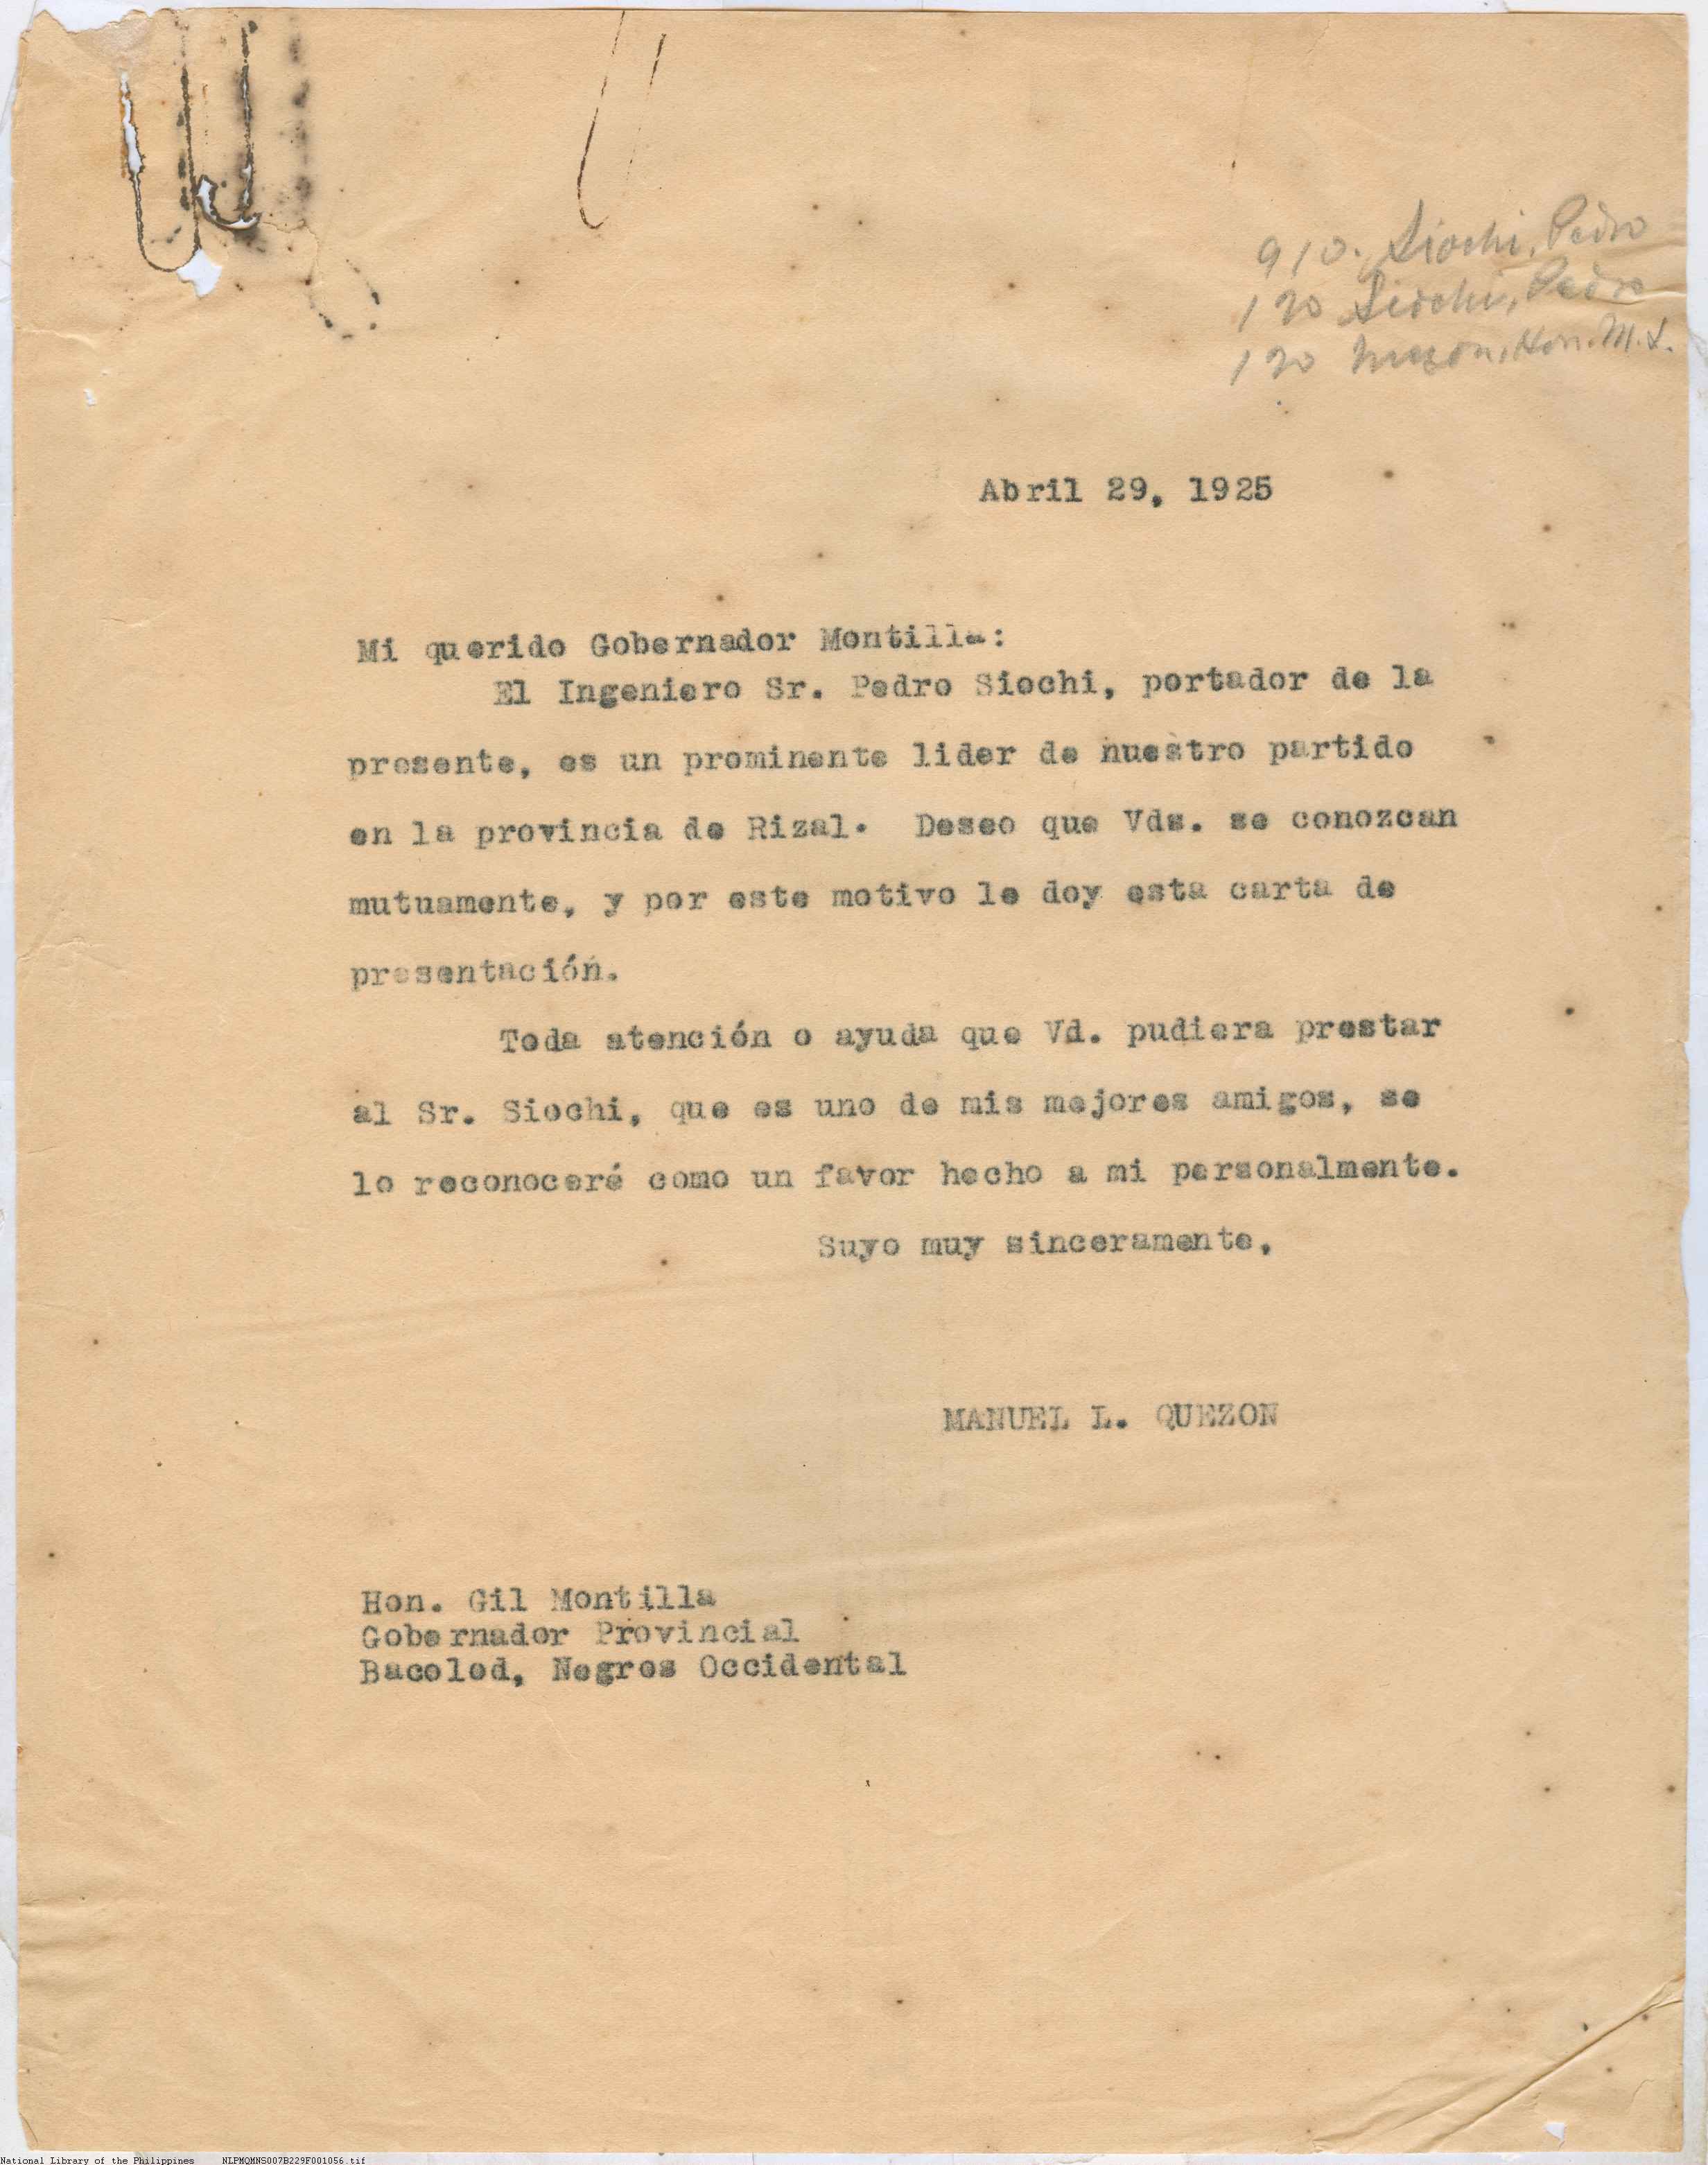 910. Siochi, Pedro
120 Siochi, Pedro
120 Quezon, Hon. M. L.
Abril 29, 1925
Mi querido Gobernador Montilla:
El Ingeniero Sr. Pedro Siochi, portador de la
presente, es un prominente lider de nuestro partido
en la provincia de Rizal. Deseo que Vds. se conozcan
mutuamente, y por este motivo le doy esta carta de
presentación.
Toda atención o ayuda que Vd. pudiera prestar
al Sr. Siochi, que es uno de mis mejores amigos, se
lo reconoceré como un favor hecho a mi personalmente.
Suyo muy sinceramente,
MANUEL L. QUEZON
Hon. Gil Montilla
Gobernador Provincial
Bacolod, Negros Occidental
National Library of the Philippines NLPMQMNS007B229F001056.tif